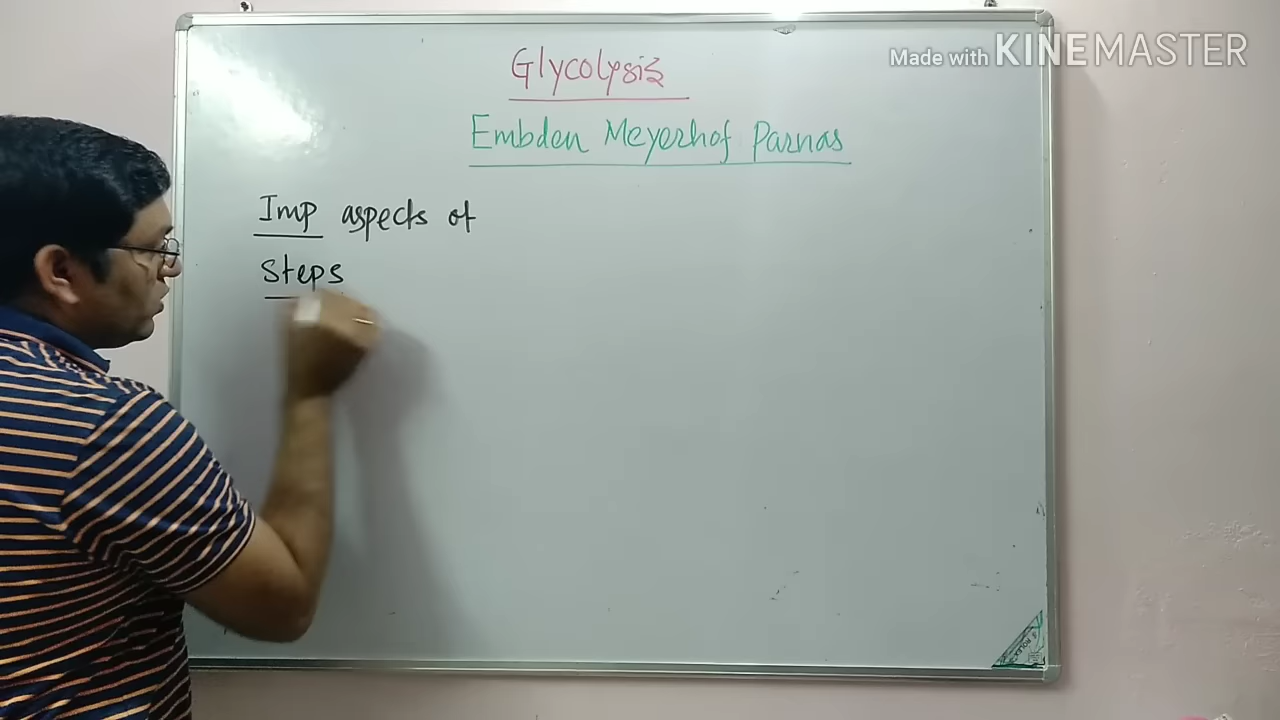 Made with KINEMASTER
Glycolysis
Embden Meyerhof Parnas
Imp aspects of
Steps